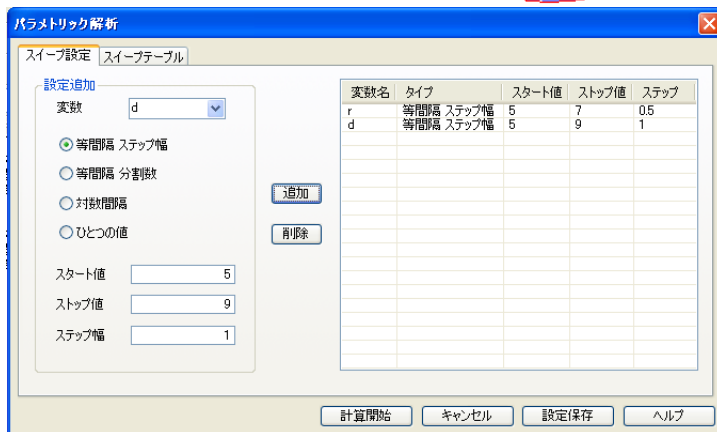 パラメトリック解析
スイープ設定 スイープテーブル
設定追加
変数 d
等間隔 ステップ幅
等間隔 分割数
対数間隔
ひとつの値
スタート値 5
ストップ値 9
ステップ幅 1
追加
削除
変数名 タイプ スタート値 ストップ値 ステップ
r 等間隔 ステップ幅 5 7 0.5
d 等間隔 ステップ幅 5 9 1
計算開始 キャンセル 設定保存 ヘルプ